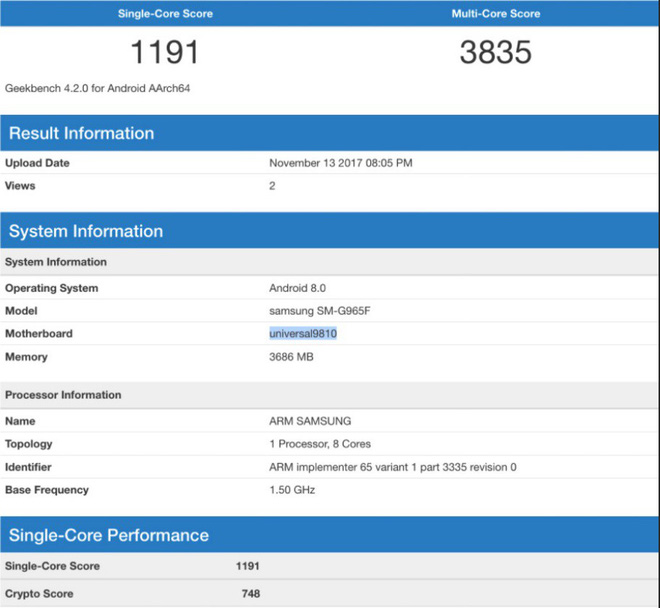 Single-Core Score Multi-Core Score
1191 3835
Geekbench 4.2.0 for Android AArch64
Result Information
Upload Date November 13 2017 08:05 PM
Views 2
System Information
System Information
Operating System Android 8.0
Model samsung SM-G965F
Motherboard universal9810
Memory 3686 MB
Processor Information
Name ARM SAMSUNG
Topology 1 Processor, 8 Cores
Identifier ARM implementer 65 variant 1 part 3335 revision 0
Base Frequency 1.50 GHz
Single-Core Performance
Single-Core Score 1191
Crypto Score 748